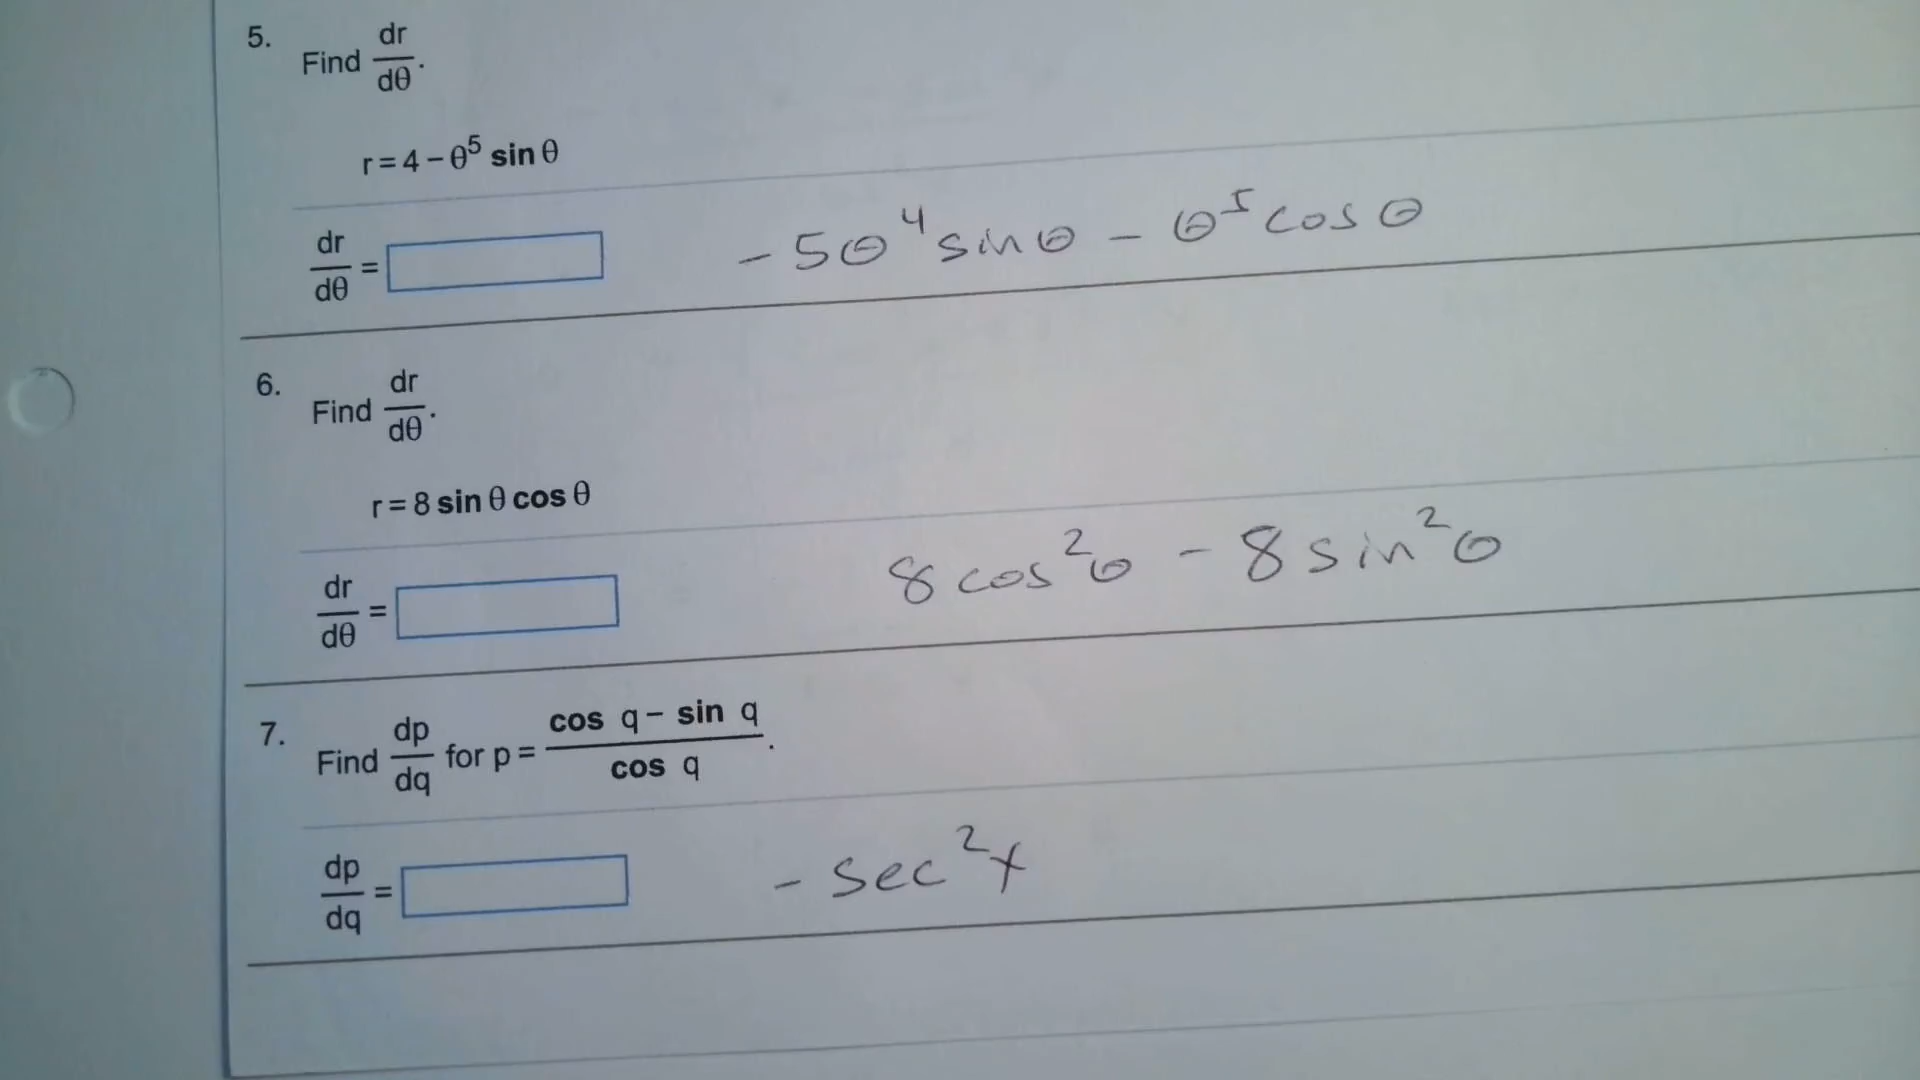 5.
Find dr/dθ.
r = 4 − θ⁵ sin θ
dr/dθ = − 5θ⁴ sinθ − θ⁵ cos θ
6.
Find dr/dθ.
r = 8 sin θ cos θ
dr/dθ = 8 cos²θ − 8 sin²θ
7.
Find dp/dq for p = (cos q − sin q)/(cos q).
dp/dq = − sec²x